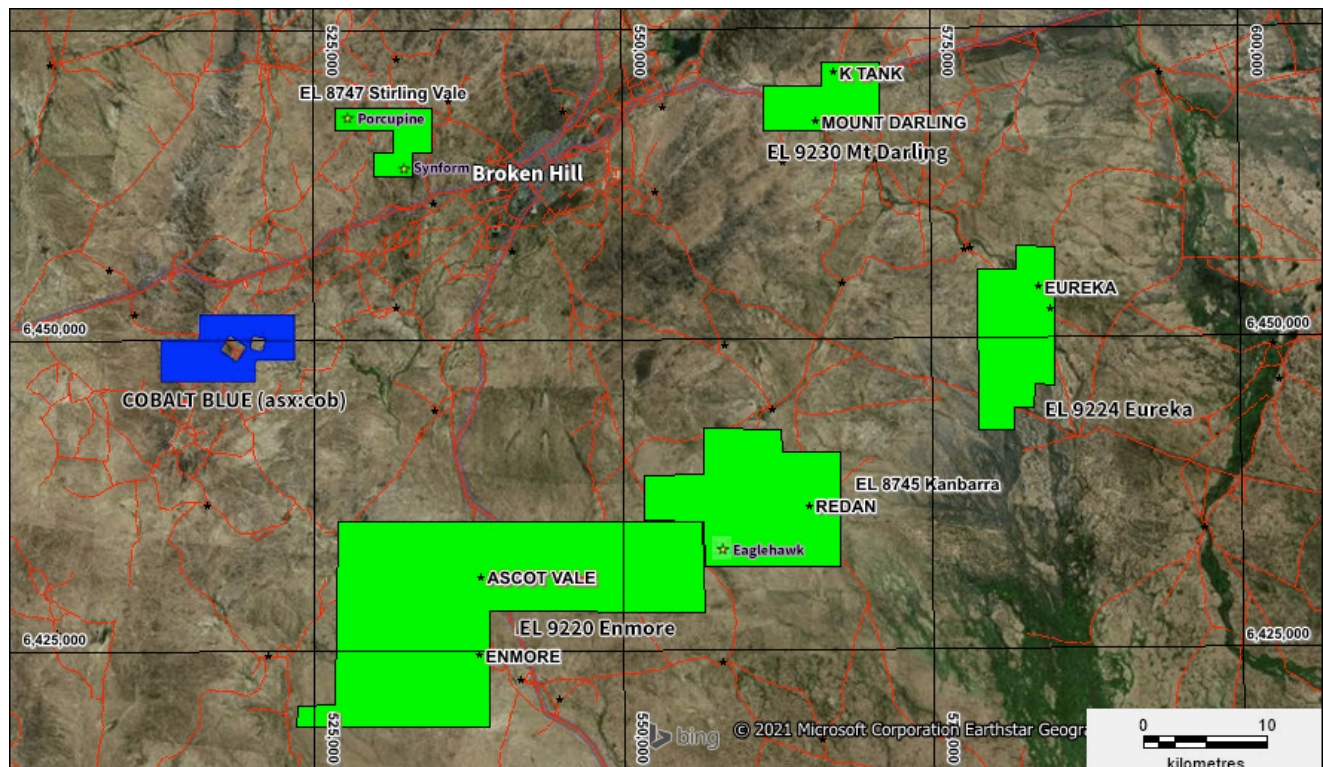 525,000
550,000
575,000
600,000
K TANK
EL 8747 Stirling Vale
Porcupine
MOUNT DARLING
EL 9230 Mt Darling
Synform
Broken Hill
EUREKA
6,450,000
6,450,000
COBALT BLUE (asx:cob)
EL 9224 Eureka
EL 8745 Kanbarra
REDAN
Eaglehawk
ASCOT VALE
EL 9220 Enmore
6,425,000
6,425,000
ENMORE
525,000
550,000
575,000
bing
© 2021 Microsoft Corporation Earthstar Geogra
0 10
kilometres